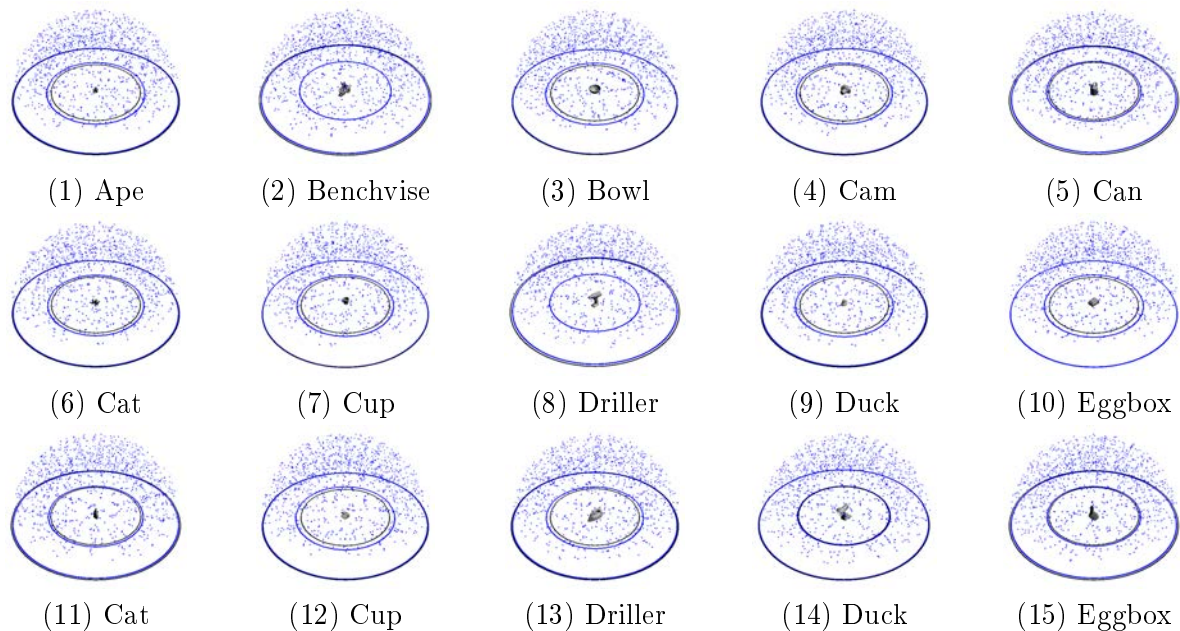 (1) Ape (2) Benchvise (3) Bowl (4) Cam (5) Can
(6) Cat (7) Cup (8) Driller (9) Duck (10) Eggbox
(11) Cat (12) Cup (13) Driller (14) Duck (15) Eggbox